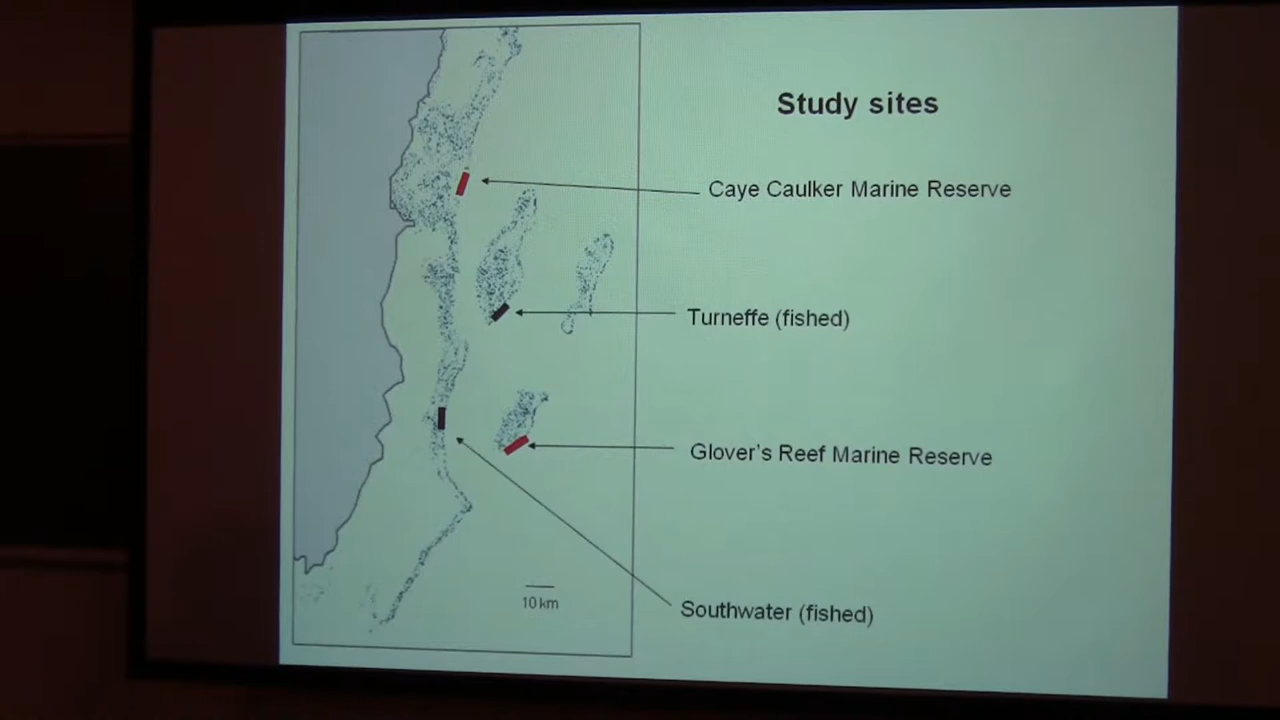 Study sites
Caye Caulker Marine Reserve
Turneffe (fished)
Glover's Reef Marine Reserve
10 km
Southwater (fished)